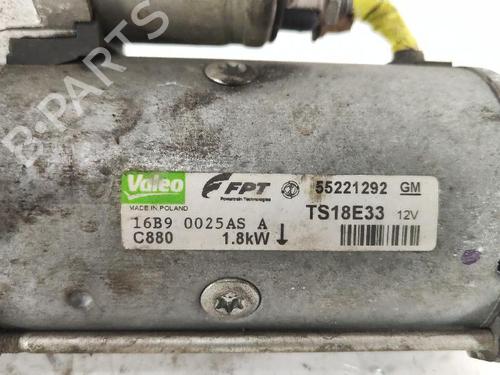 B-PARTS
Valeo FPT 55221292 GM
Powertrain Technologies
MADE IN POLAND
TS18E33 12V
16B9 0025AS A
C880 1.8kW